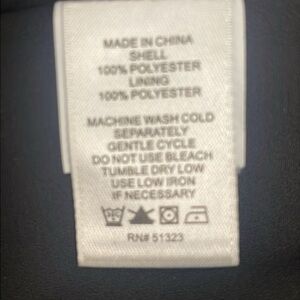 MADE IN CHINA
SHELL
100% POLYESTER
LINING
100% POLYESTER
MACHINE WASH COLD
SEPARATELY
GENTLE CYCLE
DO NOT USE BLEACH
TUMBLE DRY LOW
USE LOW IRON
IF NECESSARY
RN# 51323